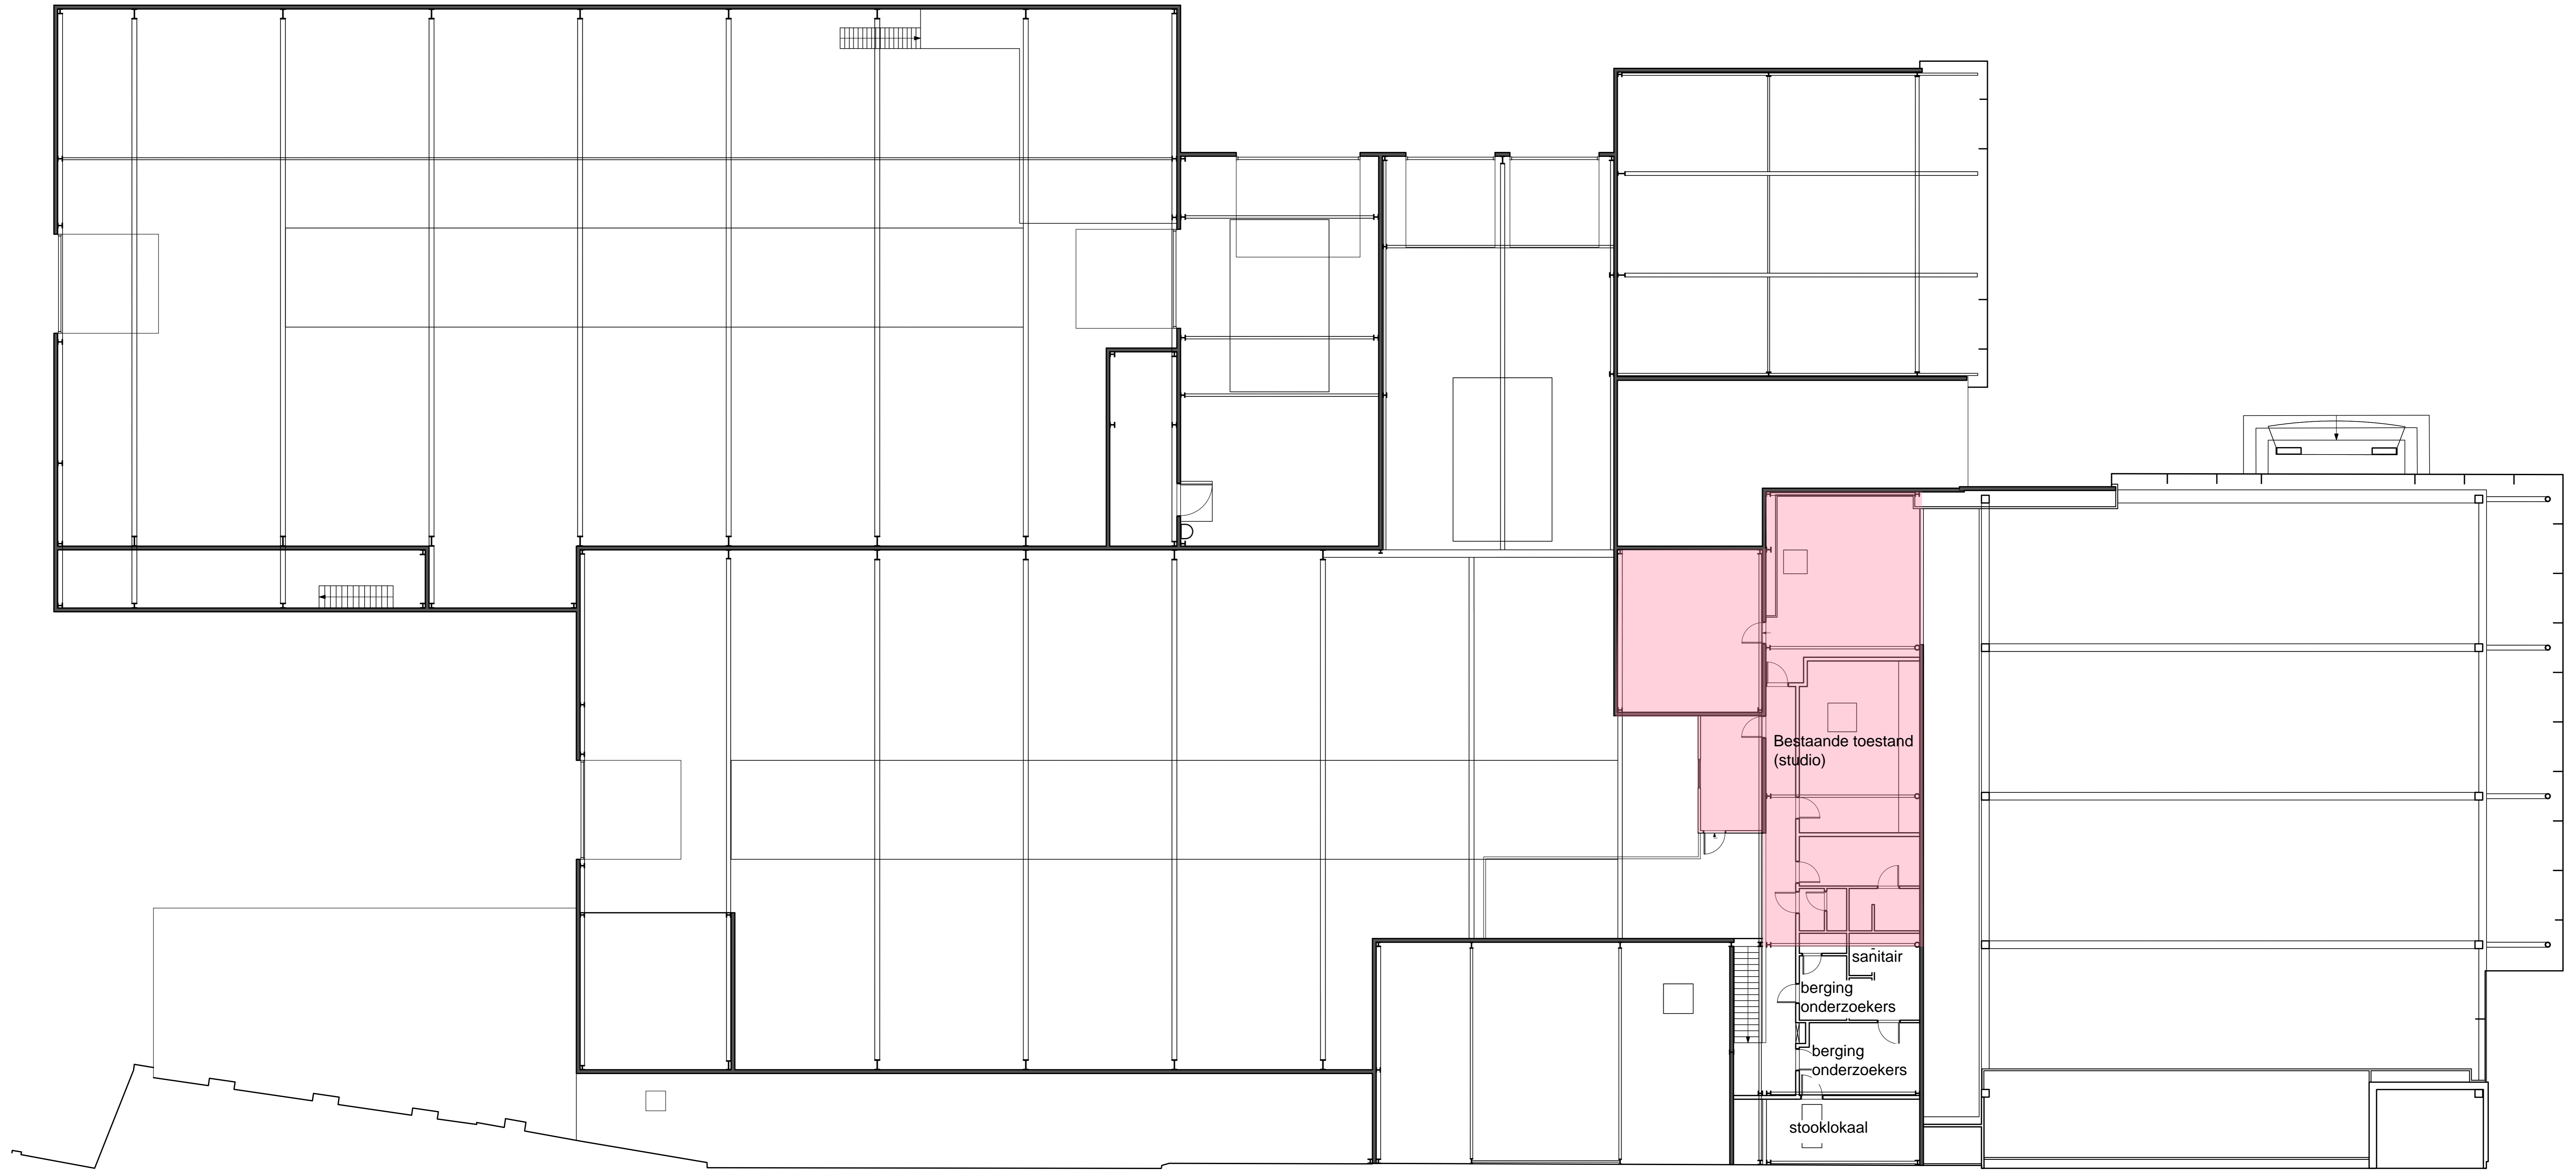 Bestaande toestand
(studio)
sanitair
berging
onderzoekers
berging
onderzoekers
stooklokaal